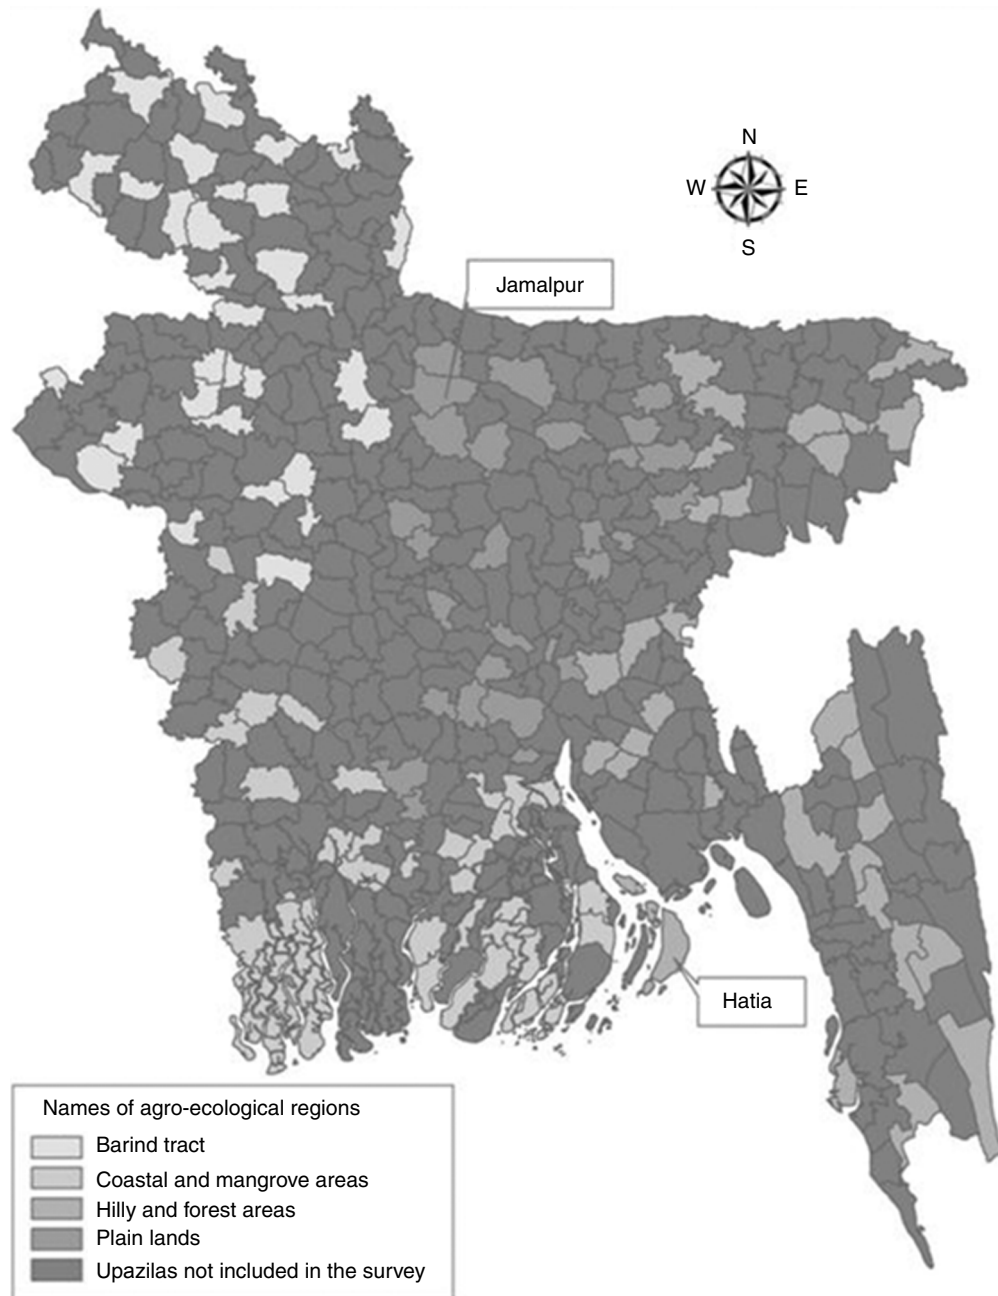 N
W
E
S
Jamalpur
Hatia
Names of agro-ecological regions
Barind tract
Coastal and mangrove areas
Hilly and forest areas
Plain lands
Upazilas not included in the survey